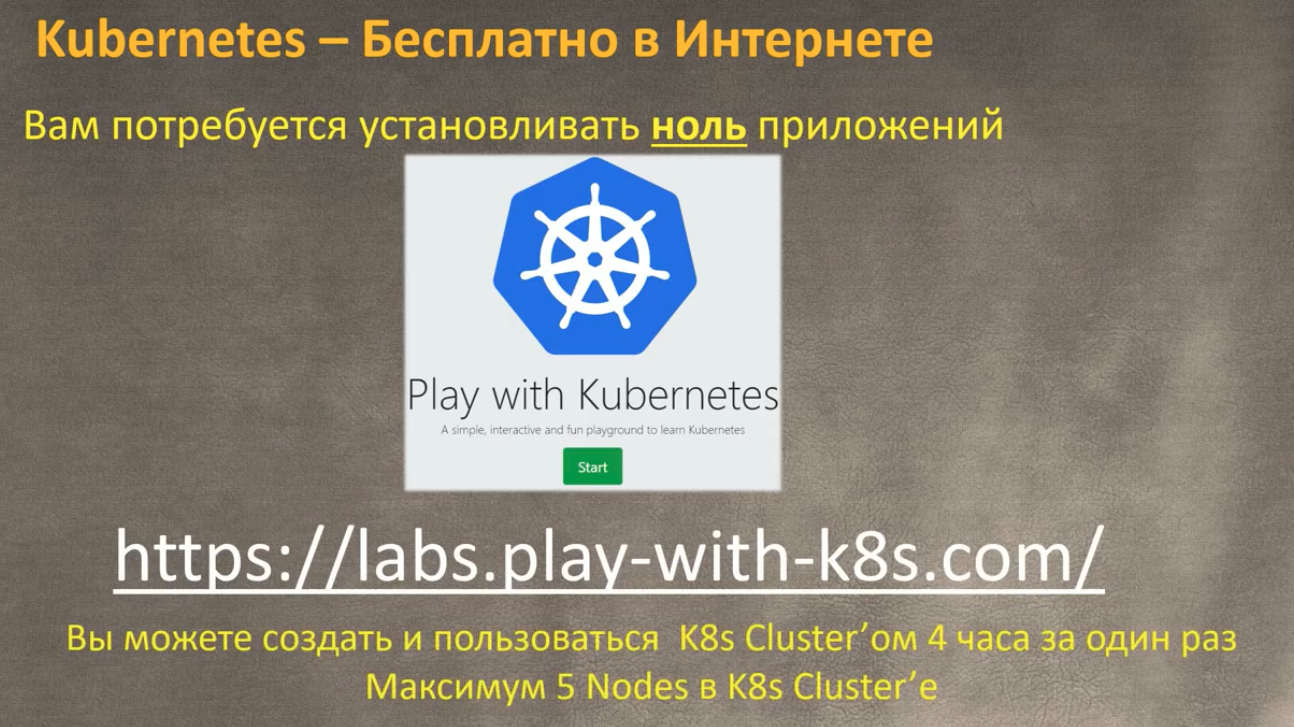 Kubernetes – Бесплатно в Интернете
Вам потребуется установливать ноль приложений
Play with Kubernetes
A simple, interactive and fun playground to learn Kubernetes
Start
https://labs.play-with-k8s.com/
Вы можете создать и пользоваться K8s Cluster’ом 4 часа за один раз
Максимум 5 Nodes в K8s Cluster’е